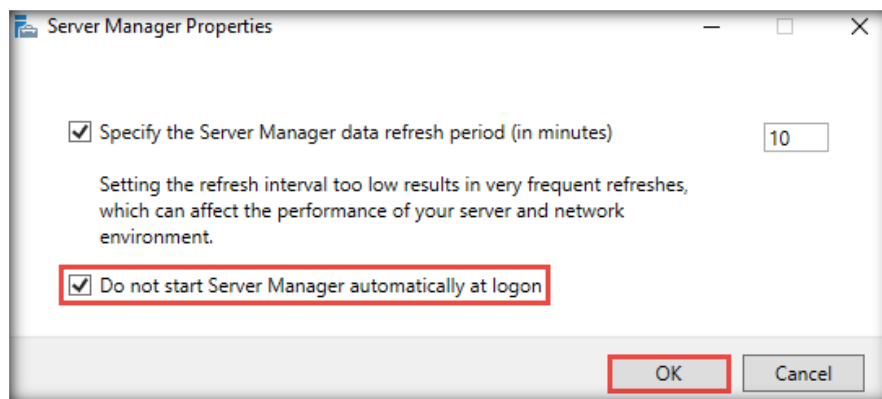 Server Manager Properties
Specify the Server Manager data refresh period (in minutes)
10
Setting the refresh interval too low results in very frequent refreshes,
which can affect the performance of your server and network
environment.
Do not start Server Manager automatically at logon
OK
Cancel